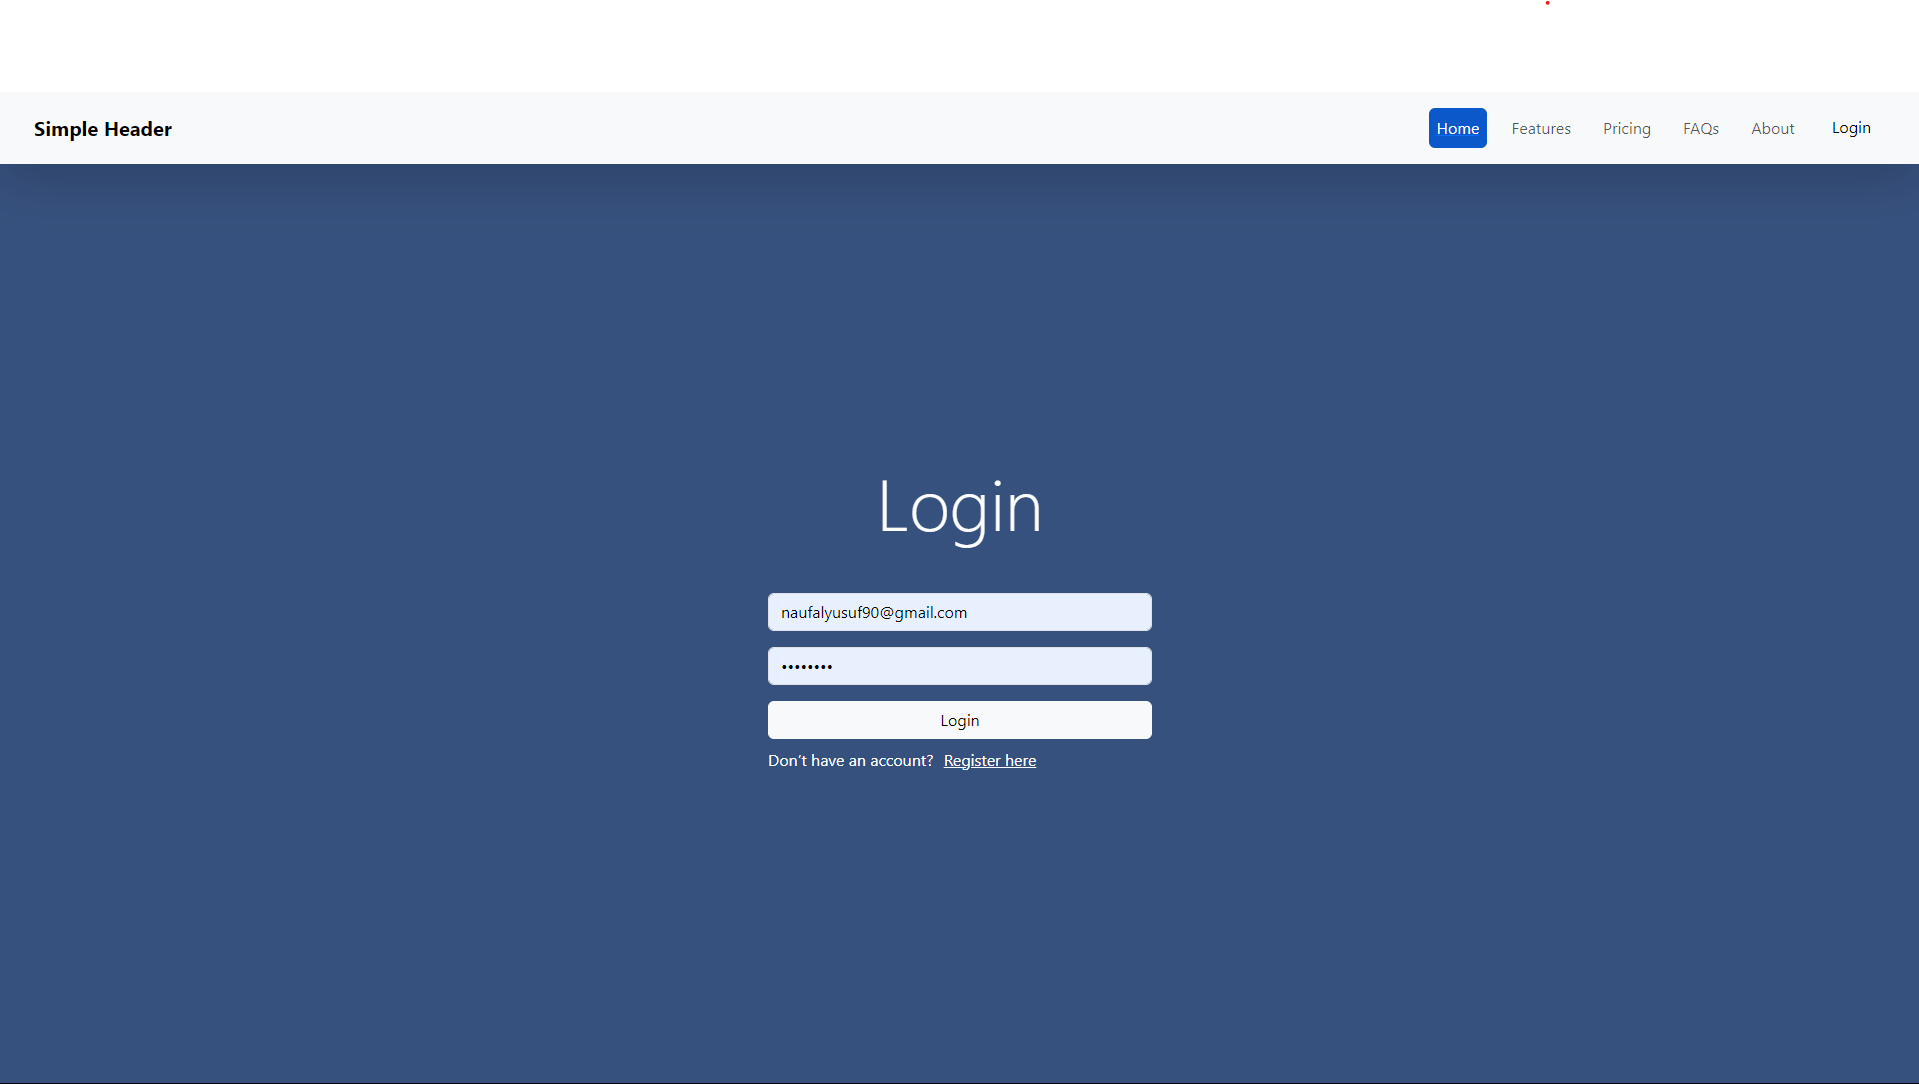 Simple Header
Home Features Pricing FAQs About Login
Login
naufalyusuf90@gmail.com
••••••••
Login
Don't have an account? Register here